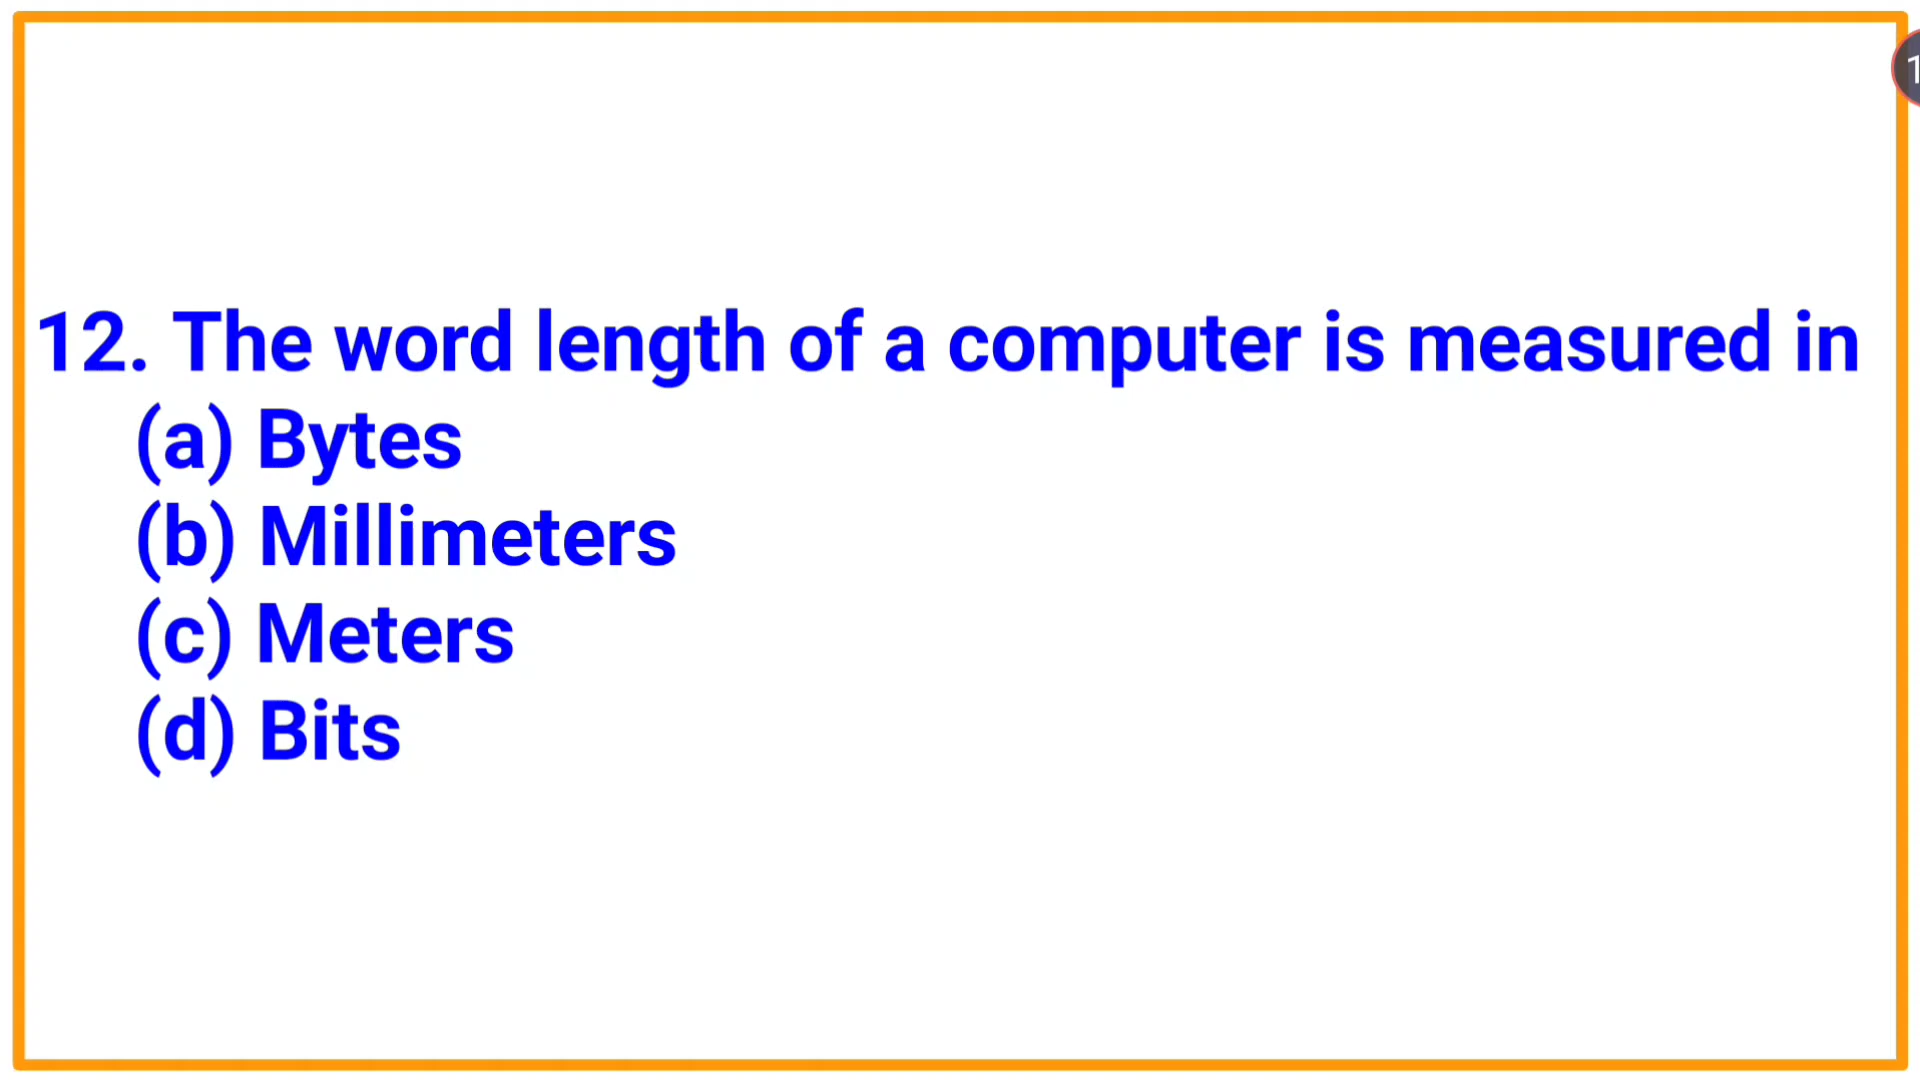 12. The word length of a computer is measured in
(a) Bytes
(b) Millimeters
(c) Meters
(d) Bits